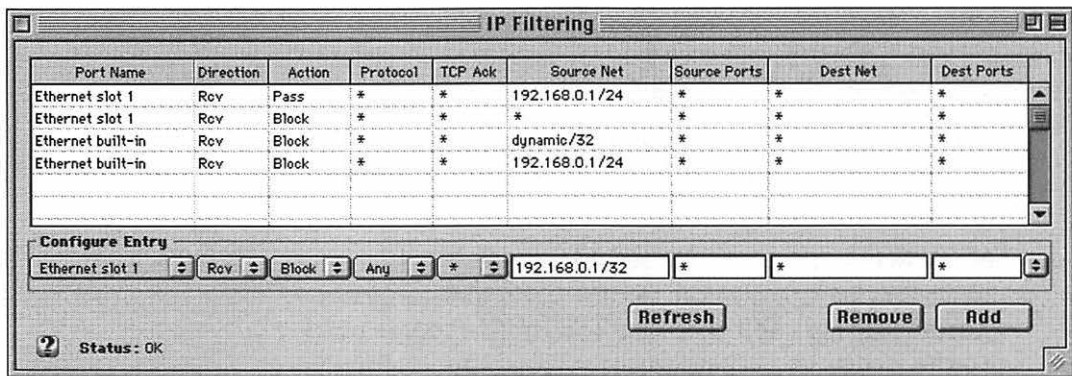 IP Filtering
Port Name Direction Action Protocol TCP Ack Source Net Source Ports Dest Net Dest Ports
Ethernet slot 1 Rcv Pass * * 192.168.0.1/24 * * *
Ethernet slot 1 Rcv Block * * * * * *
Ethernet built-in Rcv Block * * dynamic/32 * * *
Ethernet built-in Rcv Block * * 192.168.0.1/24 * * *
Configure Entry
Ethernet slot 1 Rcv Block Any * 192.168.0.1/32 * * *
Refresh Remove Add
? Status: OK